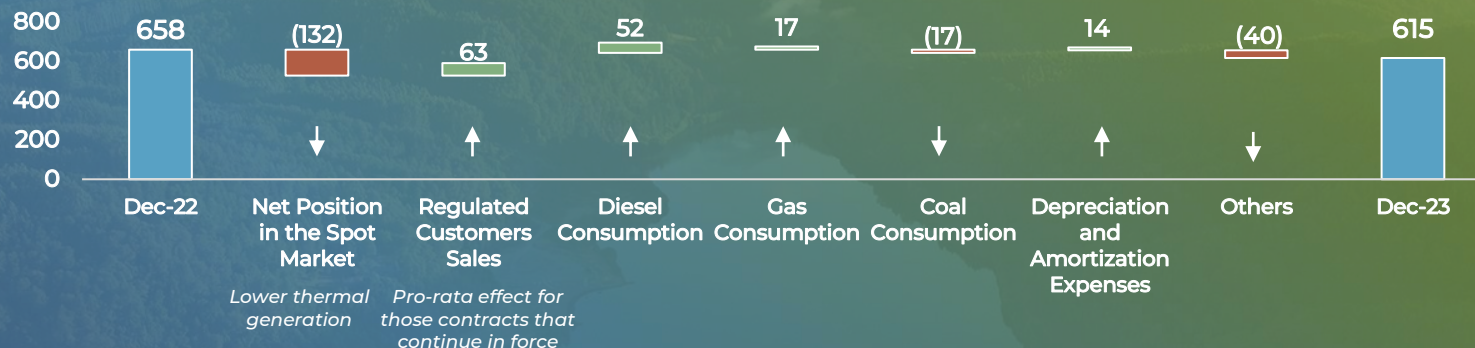 800
600
400
200
0
658
(132)
63
52
17
(17)
14
(40)
615
Dec-22
Net Position
in the Spot
Market
Lower thermal
generation
Regulated
Customers
Sales
Pro-rata effect for
those contracts that
continue in force
Diesel
Consumption
Gas
Consumption
Coal
Consumption
Depreciation
and
Amortization
Expenses
Others
Dec-23